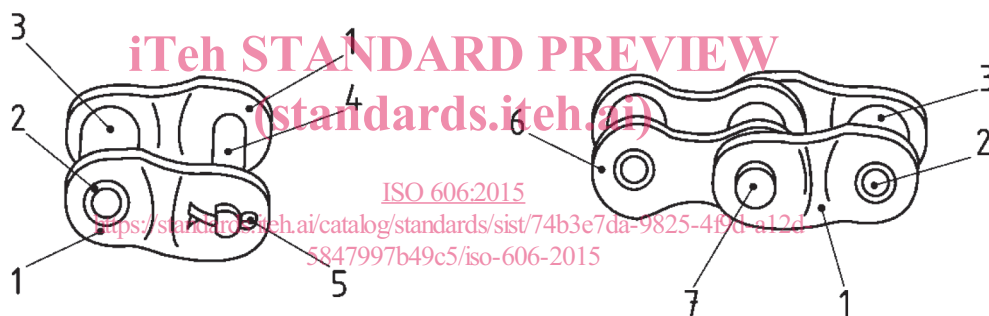 iTeh STANDARD PREVIEW
(standards.iteh.ai)
ISO 606:2015
https://standards.iteh.ai/catalog/standards/sist/74b3e7da-9825-4f9d-a12d-
5847997b49c5/iso-606-2015
3
1
4
2
1
5
3
6
2
7
1